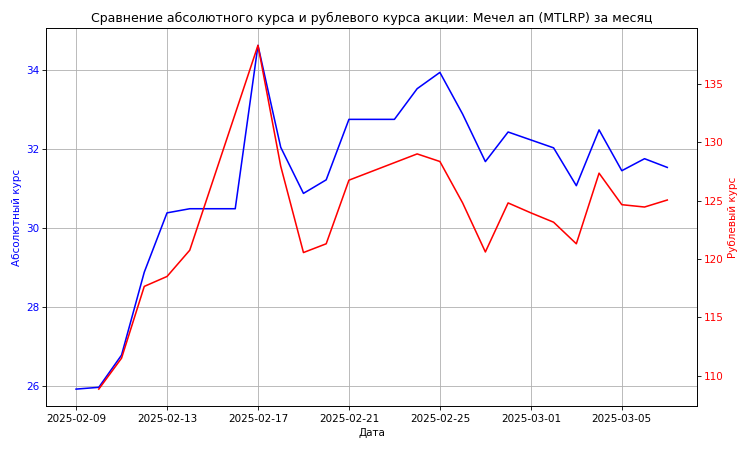 Сравнение абсолютного курса и рублевого курса акции: Мечел ап (MTLRP) за месяц
Абсолютный курс
34
32
30
28
26
135
130
125
120
115
110
Рублевый курс
2025-02-09 2025-02-13 2025-02-17 2025-02-21 2025-02-25 2025-03-01 2025-03-05
Дата